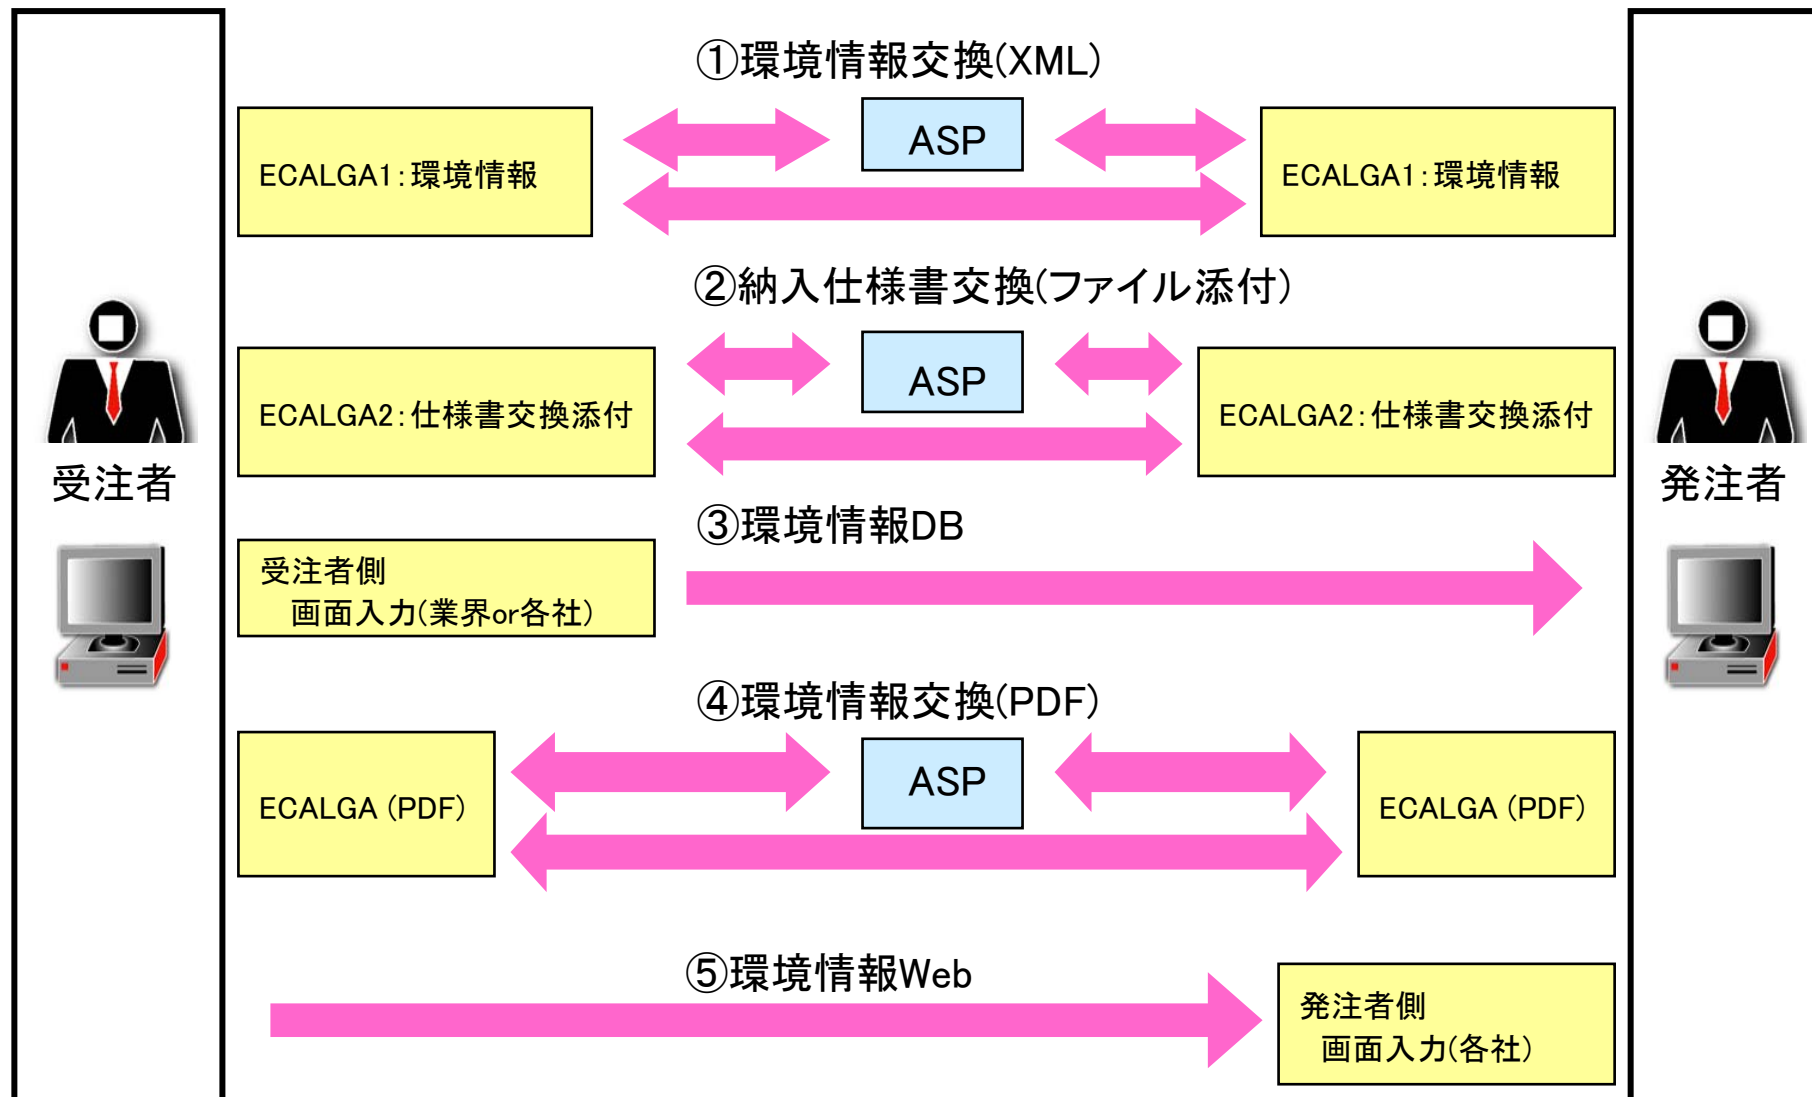 ①環境情報交換(XML)
ECALGA1:環境情報
ASP
ECALGA1:環境情報
②納入仕様書交換(ファイル添付)
ECALGA2:仕様書交換添付
ASP
ECALGA2:仕様書交換添付
受注者
発注者
③環境情報DB
受注者側
画面入力(業界or各社)
④環境情報交換(PDF)
ECALGA (PDF)
ASP
ECALGA (PDF)
⑤環境情報Web
発注者側
画面入力(各社)